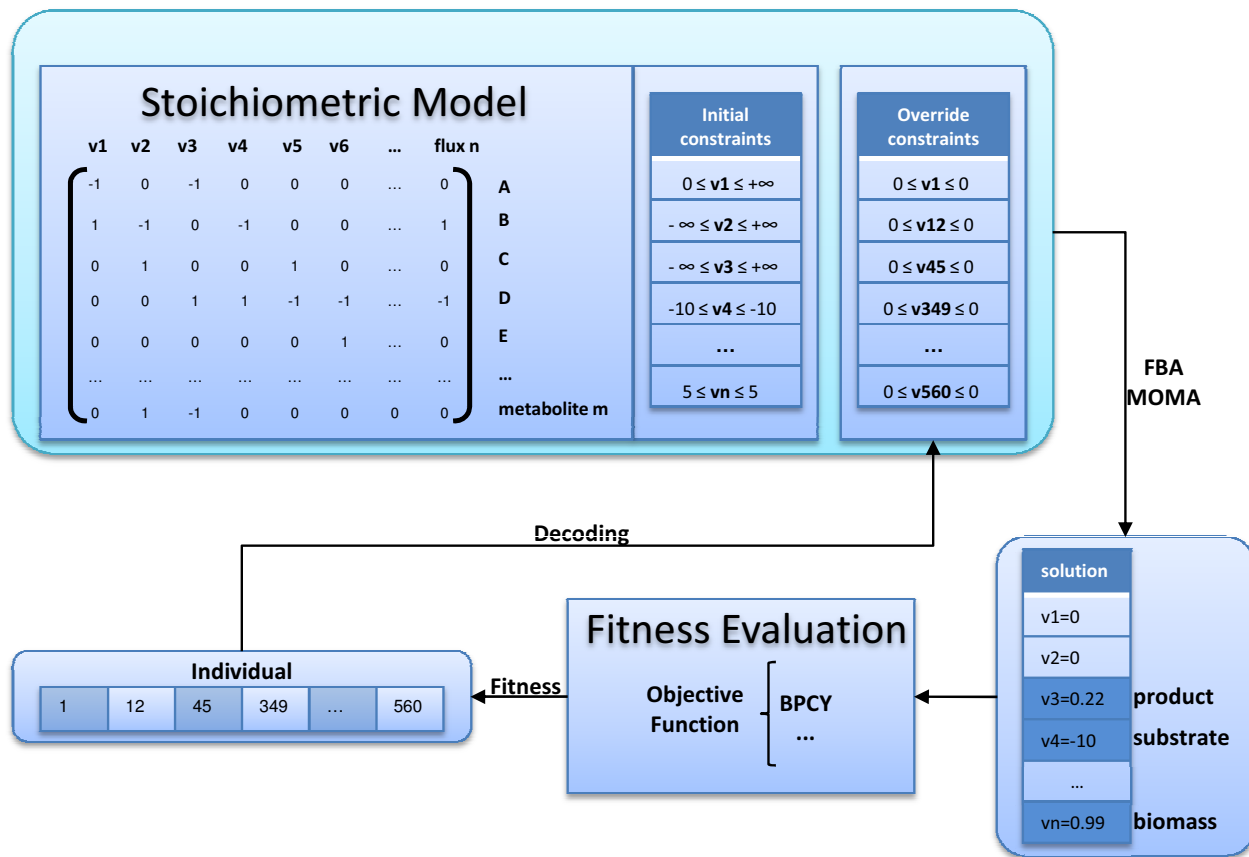 Stoichiometric Model
v1 v2 v3 v4 v5 v6 ... flux n
-1 0 -1 0 0 0 ... 0 A
1 -1 0 -1 0 0 ... 1 B
0 1 0 0 1 0 ... 0 C
0 0 1 1 -1 -1 ... -1 D
0 0 0 0 0 1 ... 0 E
... ... ... ... ... ... ... ... ...
0 1 -1 0 0 0 0 0 metabolite m
Initial
constraints
0 ≤ v1 ≤ +∞
- ∞ ≤ v2 ≤ +∞
- ∞ ≤ v3 ≤ +∞
-10 ≤ v4 ≤ -10
...
5 ≤ vn ≤ 5
Override
constraints
0 ≤ v1 ≤ 0
0 ≤ v12 ≤ 0
0 ≤ v45 ≤ 0
0 ≤ v349 ≤ 0
...
0 ≤ v560 ≤ 0
FBA
MOMA
Decoding
solution
v1=0
v2=0
v3=0.22 product
v4=-10 substrate
...
vn=0.99 biomass
Fitness Evaluation
Objective
Function
BPCY
...
Fitness
Individual
1 12 45 349 ... 560